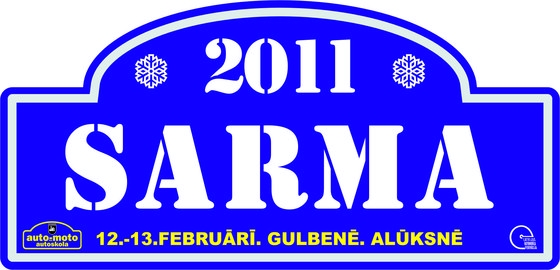 2011
SARMA
auto-moto
autoskola
12.-13.FEBRUĀRĪ. GULBENĒ. ALŪKSNĒ